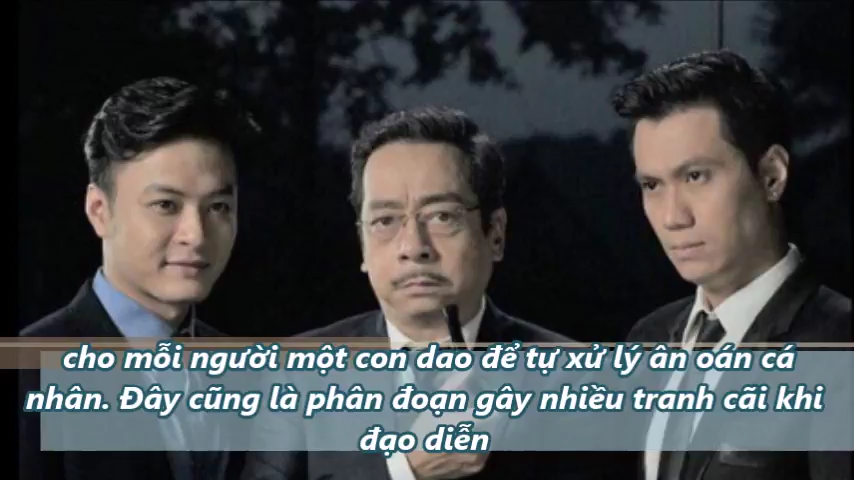 cho mỗi người một con dao để tự xử lý ân oán cá
nhân. Đây cũng là phân đoạn gây nhiều tranh cãi khi
đạo diễn